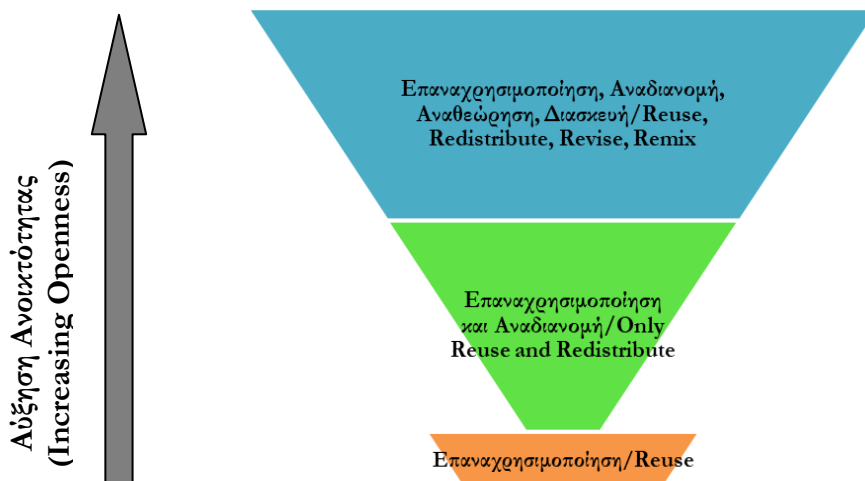 Αύξηση Ανοικτότητας
(Increasing Openness)
Επαναχρησιμοποίηση, Αναδιανομή,
Αναθεώρηση, Διασκευή/Reuse,
Redistribute, Revise, Remix
Επαναχρησιμοποίηση
και Αναδιανομή/Only
Reuse and Redistribute
Επαναχρησιμοποίηση/Reuse